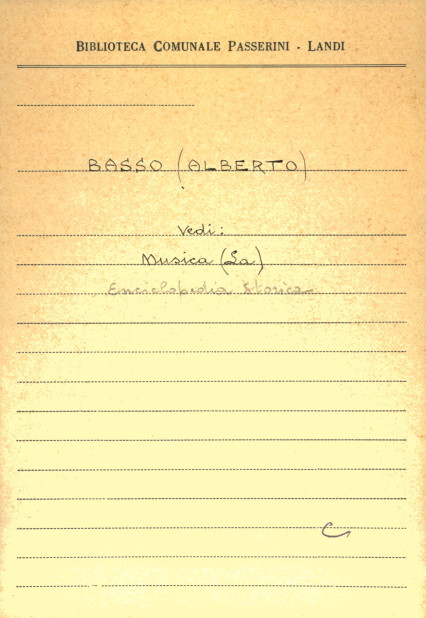 BIBLIOTECA COMUNALE PASSERINI - LANDI
BASSO (ALBERTO)
Vedi:
Musica (La)
Enciclopedia Storica
C